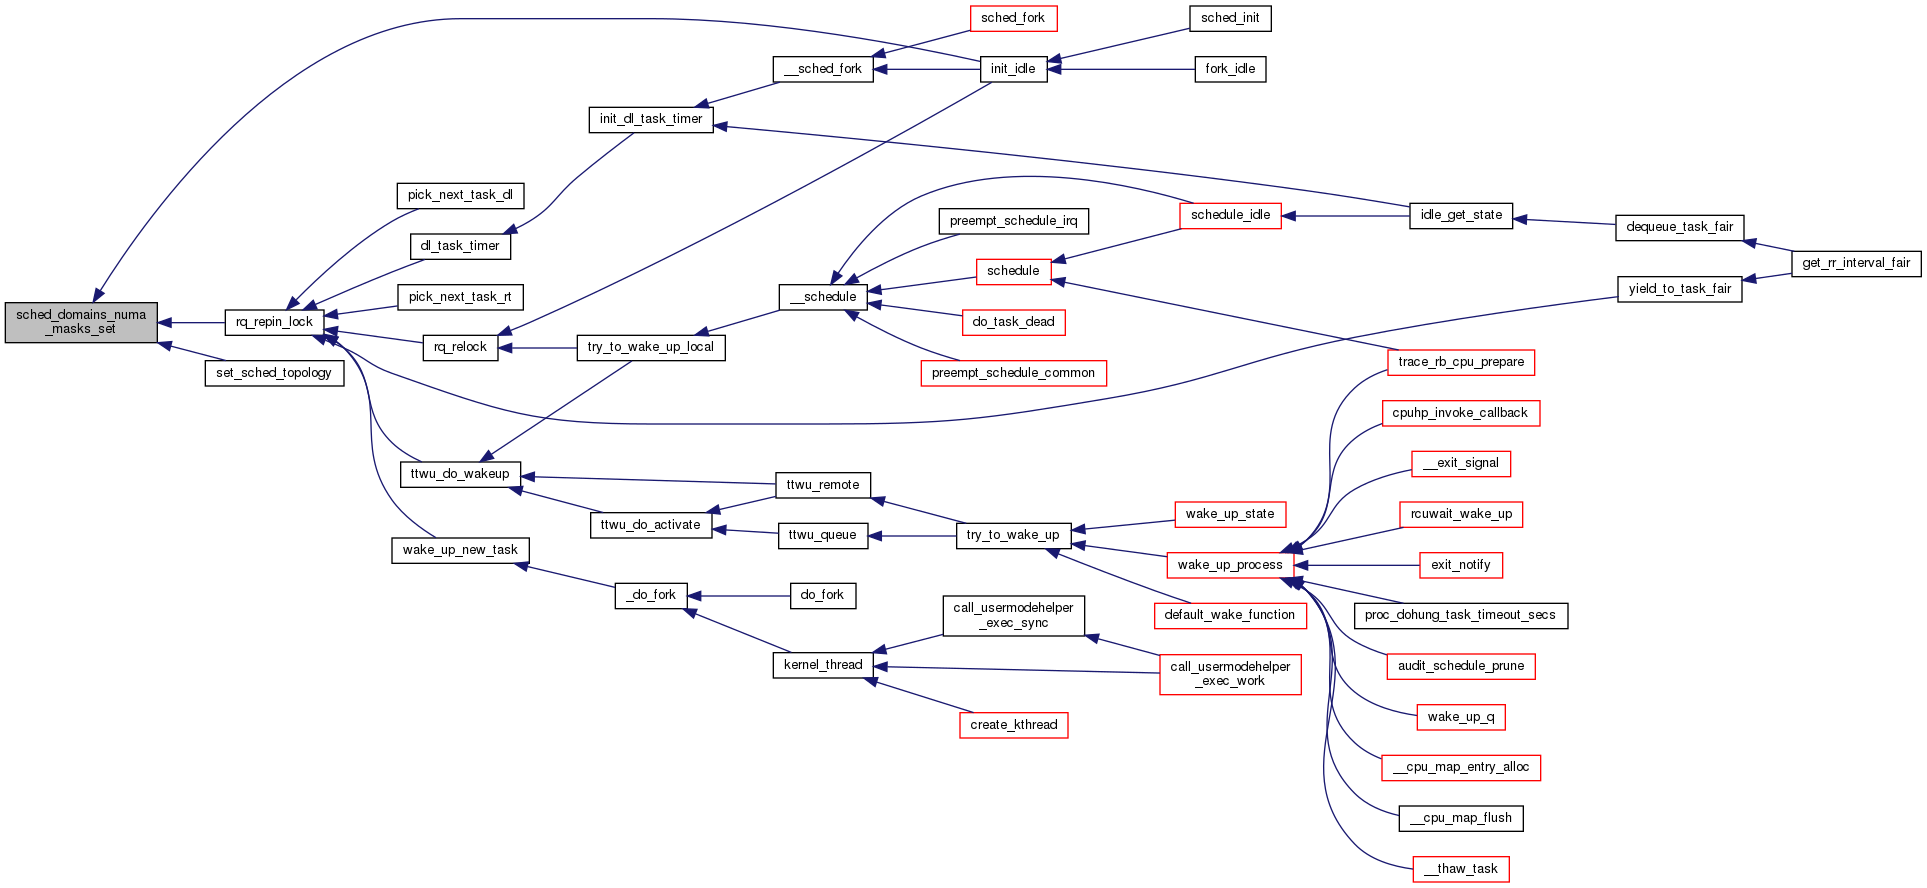 sched_domains_numa
_masks_set
rq_repin_lock
set_sched_topology
pick_next_task_dl
dl_task_timer
pick_next_task_rt
rq_relock
ttwu_do_wakeup
wake_up_new_task
init_dl_task_timer
try_to_wake_up_local
ttwu_do_activate
_do_fork
__sched_fork
__schedule
ttwu_remote
ttwu_queue
do_fork
kernel_thread
sched_fork
init_idle
preempt_schedule_irq
schedule
do_task_dead
preempt_schedule_common
try_to_wake_up
call_usermodehelper
_exec_sync
create_kthread
sched_init
fork_idle
schedule_idle
wake_up_state
wake_up_process
default_wake_function
call_usermodehelper
_exec_work
idle_get_state
trace_rb_cpu_prepare
cpuhp_invoke_callback
__exit_signal
rcuwait_wake_up
exit_notify
proc_dohung_task_timeout_secs
audit_schedule_prune
wake_up_q
__cpu_map_entry_alloc
__cpu_map_flush
__thaw_task
dequeue_task_fair
yield_to_task_fair
get_rr_interval_fair